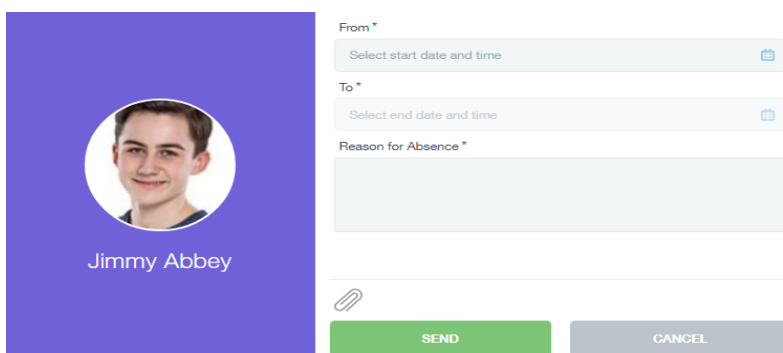 Jimmy Abbey
From *
Select start date and time
To *
Select end date and time
Reason for Absence *
SEND
CANCEL